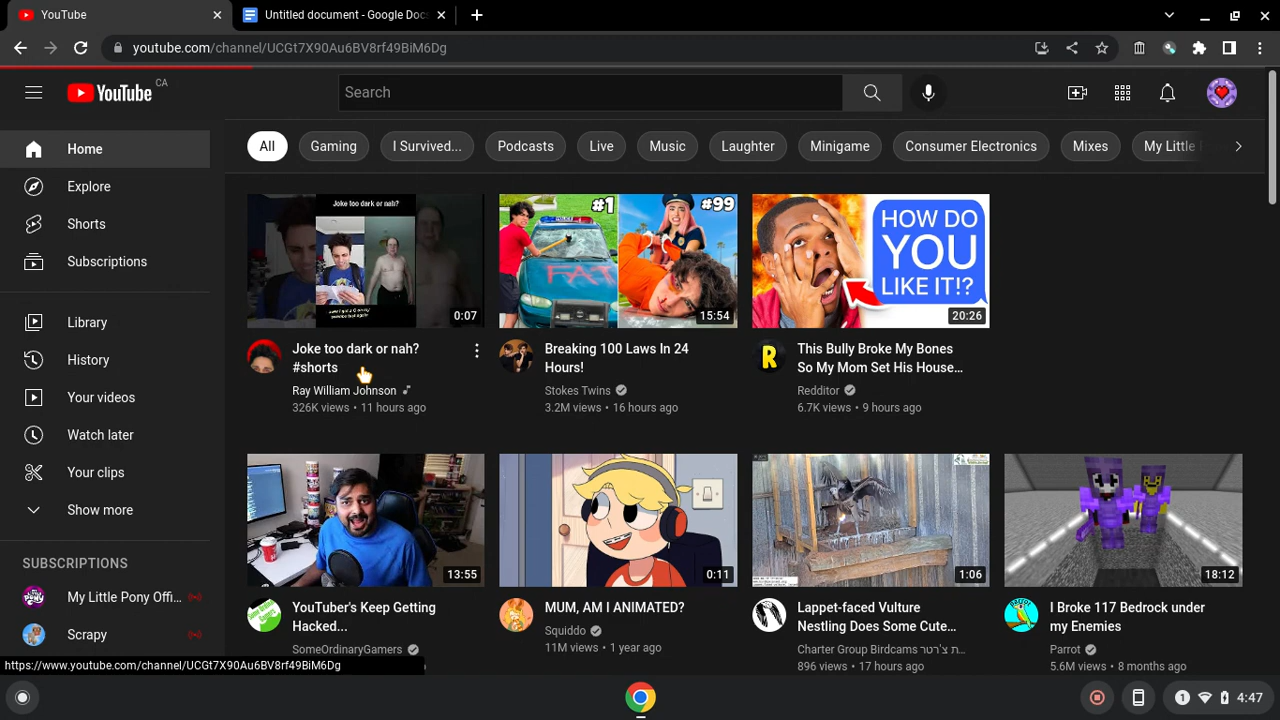 YouTube
Untitled document - Google Docs
youtube.com/channel/UCGt7X90Au6BV8rf49BiM6Dg
YouTube CA
Search
Home
Explore
Shorts
Subscriptions
Library
History
Your videos
Watch later
Your clips
Show more
SUBSCRIPTIONS
My Little Pony Offi...
Scrapy
All
Gaming
I Survived...
Podcasts
Live
Music
Laughter
Minigame
Consumer Electronics
Mixes
My Little
Joke too dark or nah?
0:07
Joke too dark or nah?
#shorts
Ray William Johnson
326K views • 11 hours ago
#1
#99
FAT
15:54
Breaking 100 Laws In 24
Hours!
Stokes Twins
3.2M views • 16 hours ago
HOW DO
YOU
LIKE IT!?
20:26
R
This Bully Broke My Bones
So My Mom Set His House...
Redditor
6.7K views • 9 hours ago
13:55
YouTuber's Keep Getting
Hacked...
SomeOrdinaryGamers
0:11
MUM, AM I ANIMATED?
Squiddo
11M views • 1 year ago
1:06
Lappet-faced Vulture
Nestling Does Some Cute...
Charter Group Birdcams ת צ'רטר...
896 views • 17 hours ago
18:12
I Broke 117 Bedrock under
my Enemies
Parrot
5.6M views • 8 months ago
https://www.youtube.com/channel/UCGt7X90Au6BV8rf49BiM6Dg
1
4:47